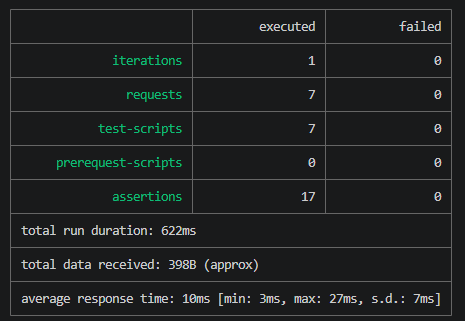 executed failed
iterations 1 0
requests 7 0
test-scripts 7 0
prerequest-scripts 0 0
assertions 17 0
total run duration: 622ms
total data received: 398B (approx)
average response time: 10ms [min: 3ms, max: 27ms, s.d.: 7ms]